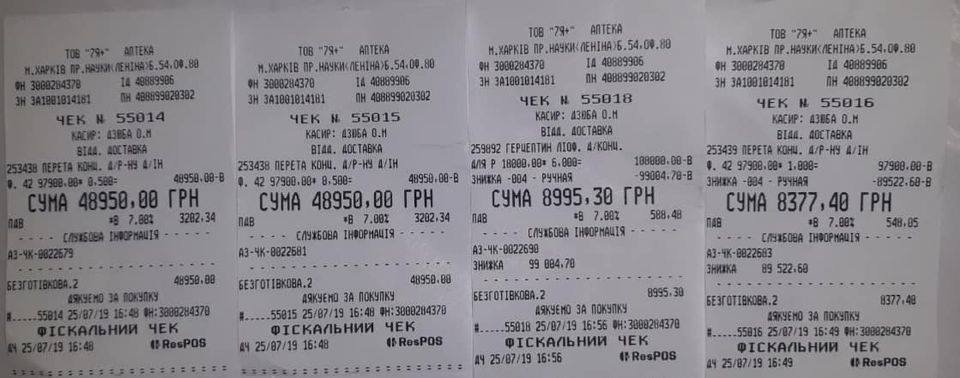 ТОВ "79+" АПТЕКА
М.ХАРКІВ ПР.НАУКИ(ЛЕНІНА)Б.54,ОФ.80
ФН 3000284370 ІД 40889906
ЗН ЗА1001014181 ПН 408899020302
ЧЕК № 55014
КАСИР: ДЗЮБА О.М
ВІДД. ДОСТАВКА
253438 ПЕРЕТА КОНЦ. Д/Р-НУ Д/ІН
Ф. 42 97900.00* 0.500= 48950.00-В
СУМА 48950,00 ГРН
ПДВ *В 7.00% 3202.34
- - - - - СЛУЖБОВА ІНФОРМАЦІЯ - - - -
АЗ-ЧК-0022679
БЕЗГОТІВКОВА.2 48950.00
ДЯКУЄМО ЗА ПОКУПКУ
#.....55014 25/07/19 16:48 ФН:3000284370
ФІСКАЛЬНИЙ ЧЕК
ДЧ 25/07/19 16:48 ResPOS
ТОВ "79+" АПТЕКА
М.ХАРКІВ ПР.НАУКИ(ЛЕНІНА)Б.54,ОФ.80
ФН 3000284370 ІД 40889906
ЗН ЗА1001014181 ПН 408899020302
ЧЕК № 55015
КАСИР: ДЗЮБА О.М
ВІДД. ДОСТАВКА
253438 ПЕРЕТА КОНЦ. Д/Р-НУ Д/ІН
Ф. 42 97900.00* 0.500= 48950.00-В
СУМА 48950,00 ГРН
ПДВ *В 7.00% 3202.34
- - - - - СЛУЖБОВА ІНФОРМАЦІЯ - - - -
АЗ-ЧК-0022681
БЕЗГОТІВКОВА.2 48950.00
ДЯКУЄМО ЗА ПОКУПКУ
#.....55015 25/07/19 16:48 ФН:3000284370
ФІСКАЛЬНИЙ ЧЕК
ДЧ 25/07/19 16:48 ResPOS
ТОВ "79+" АПТЕКА
М.ХАРКІВ ПР.НАУКИ(ЛЕНІНА)Б.54,ОФ.80
ФН 3000284370 ІД 40889906
ЗН ЗА1001014181 ПН 408899020302
ЧЕК № 55018
КАСИР: ДЗЮБА О.М
ВІДД. ДОСТАВКА
259892 ГЕРЦЕПТИН ЛІОФ. Д/КОНЦ.
ДЛЯ Р 18000.00* 6.000= 108000.00-В
ЗНИЖКА -004 - РУЧНАЯ -99004.70-В
СУМА 8995,30 ГРН
ПДВ *В 7.00% 588.48
- - - - - СЛУЖБОВА ІНФОРМАЦІЯ - - - -
АЗ-ЧК-0022690
ЗНИЖКА 99 004,70
БЕЗГОТІВКОВА.2 8995.30
ДЯКУЄМО ЗА ПОКУПКУ
#.....55018 25/07/19 16:56 ФН:3000284370
ФІСКАЛЬНИЙ ЧЕК
ДЧ 25/07/19 16:56 ResPOS
ТОВ "79+" АПТЕКА
М.ХАРКІВ ПР.НАУКИ(ЛЕНІНА)Б.54,ОФ.80
ФН 3000284370 ІД 40889906
ЗН ЗА1001014181 ПН 408899020302
ЧЕК № 55016
КАСИР: ДЗЮБА О.М
ВІДД. ДОСТАВКА
253439 ПЕРЕТА КОНЦ. Д/Р-НУ Д/ІН
Ф. 42 97900.00* 1.000= 97900.00-В
ЗНИЖКА -004 - РУЧНАЯ -89522.60-В
СУМА 8377,40 ГРН
ПДВ *В 7.00% 548.05
- - - - - СЛУЖБОВА ІНФОРМАЦІЯ - - - -
АЗ-ЧК-0022683
ЗНИЖКА 89 522,60
БЕЗГОТІВКОВА.2 8377.40
ДЯКУЄМО ЗА ПОКУПКУ
#.....55016 25/07/19 16:49 ФН:3000284370
ФІСКАЛЬНИЙ ЧЕК
ДЧ 25/07/19 16:49 ResPOS